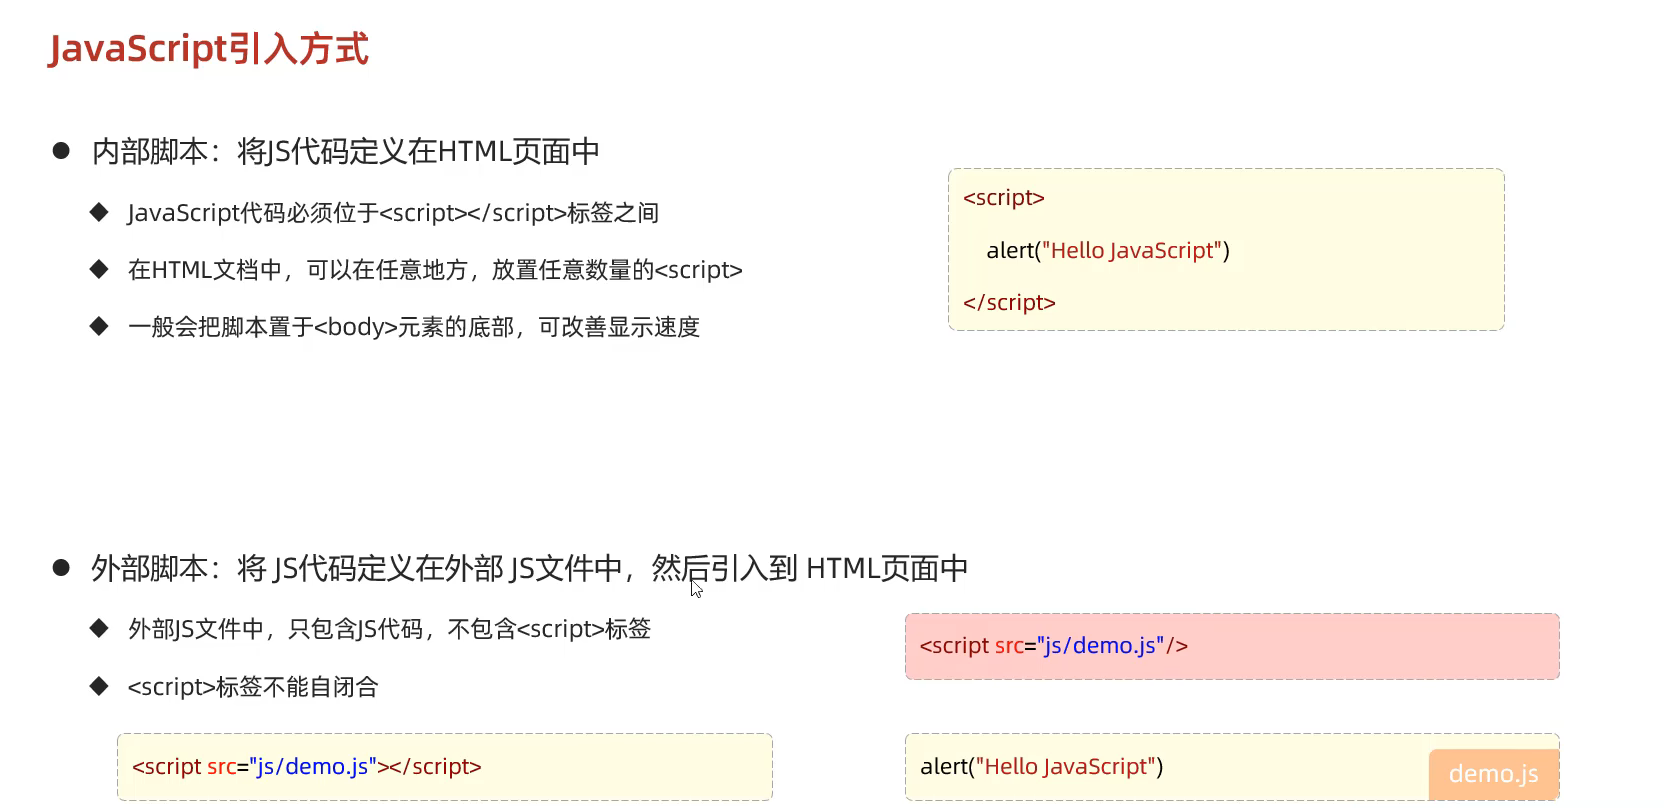 JavaScript引入方式
内部脚本：将JS代码定义在HTML页面中
JavaScript代码必须位于<script></script>标签之间
在HTML文档中，可以在任意地方，放置任意数量的<script>
一般会把脚本置于<body>元素的底部，可改善显示速度
<script>
alert("Hello JavaScript")
</script>
外部脚本：将 JS代码定义在外部 JS文件中，然后引入到 HTML页面中
外部JS文件中，只包含JS代码，不包含<script>标签
<script>标签不能自闭合
<script src="js/demo.js"/>
<script src="js/demo.js"></script>
alert("Hello JavaScript")
demo.js